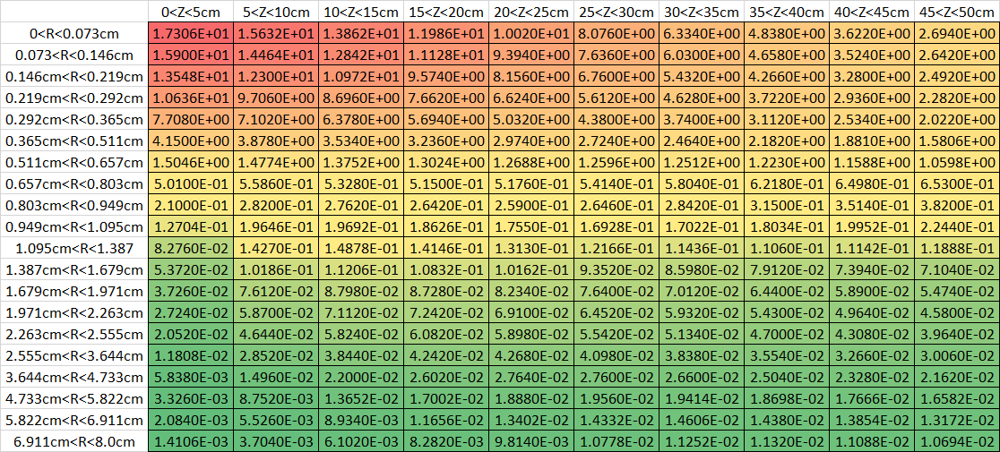 0<Z<5cm 5<Z<10cm 10<Z<15cm 15<Z<20cm 20<Z<25cm 25<Z<30cm 30<Z<35cm 35<Z<40cm 40<Z<45cm 45<Z<50cm
0<R<0.073cm 1.7306E+01 1.5632E+01 1.3862E+01 1.1986E+01 1.0020E+01 8.0760E+00 6.3340E+00 4.8380E+00 3.6220E+00 2.6940E+00
0.073<R<0.146cm 1.5900E+01 1.4464E+01 1.2842E+01 1.1128E+01 9.3940E+00 7.6360E+00 6.0300E+00 4.6580E+00 3.5240E+00 2.6420E+00
0.146cm<R<0.219cm 1.3548E+01 1.2300E+01 1.0972E+01 9.5740E+00 8.1560E+00 6.7600E+00 5.4320E+00 4.2660E+00 3.2800E+00 2.4920E+00
0.219cm<R<0.292cm 1.0636E+01 9.7060E+00 8.6960E+00 7.6620E+00 6.6240E+00 5.6120E+00 4.6280E+00 3.7220E+00 2.9360E+00 2.2820E+00
0.292cm<R<0.365cm 7.7080E+00 7.1020E+00 6.3780E+00 5.6940E+00 5.0320E+00 4.3800E+00 3.7400E+00 3.1120E+00 2.5340E+00 2.0220E+00
0.365cm<R<0.511cm 4.1500E+00 3.8780E+00 3.5340E+00 3.2360E+00 2.9740E+00 2.7240E+00 2.4640E+00 2.1820E+00 1.8810E+00 1.5806E+00
0.511cm<R<0.657cm 1.5046E+00 1.4774E+00 1.3752E+00 1.3024E+00 1.2688E+00 1.2596E+00 1.2512E+00 1.2230E+00 1.1588E+00 1.0598E+00
0.657cm<R<0.803cm 5.0100E-01 5.5860E-01 5.3280E-01 5.1500E-01 5.1760E-01 5.4140E-01 5.8040E-01 6.2180E-01 6.4980E-01 6.5300E-01
0.803cm<R<0.949cm 2.1000E-01 2.8200E-01 2.7620E-01 2.6420E-01 2.5900E-01 2.6460E-01 2.8420E-01 3.1500E-01 3.5140E-01 3.8200E-01
0.949cm<R<1.095cm 1.2704E-01 1.9646E-01 1.9692E-01 1.8626E-01 1.7550E-01 1.6928E-01 1.7022E-01 1.8034E-01 1.9952E-01 2.2440E-01
1.095cm<R<1.387 8.2760E-02 1.4270E-01 1.4878E-01 1.4146E-01 1.3130E-01 1.2166E-01 1.1436E-01 1.1060E-01 1.1142E-01 1.1888E-01
1.387cm<R<1.679cm 5.3720E-02 1.0186E-01 1.1206E-01 1.0832E-01 1.0162E-01 9.3520E-02 8.5980E-02 7.9120E-02 7.3940E-02 7.1040E-02
1.679cm<R<1.971cm 3.7260E-02 7.6120E-02 8.7980E-02 8.7280E-02 8.2340E-02 7.6400E-02 7.0120E-02 6.4400E-02 5.8900E-02 5.4740E-02
1.971cm<R<2.263cm 2.7240E-02 5.8700E-02 7.1120E-02 7.2420E-02 6.9100E-02 6.4520E-02 5.9320E-02 5.4300E-02 4.9640E-02 4.5800E-02
2.263cm<R<2.555cm 2.0520E-02 4.6440E-02 5.8240E-02 6.0820E-02 5.8980E-02 5.5420E-02 5.1340E-02 4.7000E-02 4.3080E-02 3.9640E-02
2.555cm<R<3.644cm 1.1808E-02 2.8520E-02 3.8440E-02 4.2420E-02 4.2680E-02 4.0980E-02 3.8380E-02 3.5540E-02 3.2660E-02 3.0060E-02
3.644cm<R<4.733cm 5.8380E-03 1.4960E-02 2.2000E-02 2.6020E-02 2.7640E-02 2.7600E-02 2.6600E-02 2.5040E-02 2.3280E-02 2.1620E-02
4.733cm<R<5.822cm 3.3260E-03 8.7520E-03 1.3652E-02 1.7002E-02 1.8880E-02 1.9560E-02 1.9414E-02 1.8698E-02 1.7666E-02 1.6582E-02
5.822cm<R<6.911cm 2.0840E-03 5.5260E-03 8.9340E-03 1.1656E-02 1.3402E-02 1.4332E-02 1.4606E-02 1.4380E-02 1.3854E-02 1.3172E-02
6.911cm<R<8.0cm 1.4106E-03 3.7040E-03 6.1020E-03 8.2820E-03 9.8140E-03 1.0778E-02 1.1252E-02 1.1320E-02 1.1088E-02 1.0694E-02